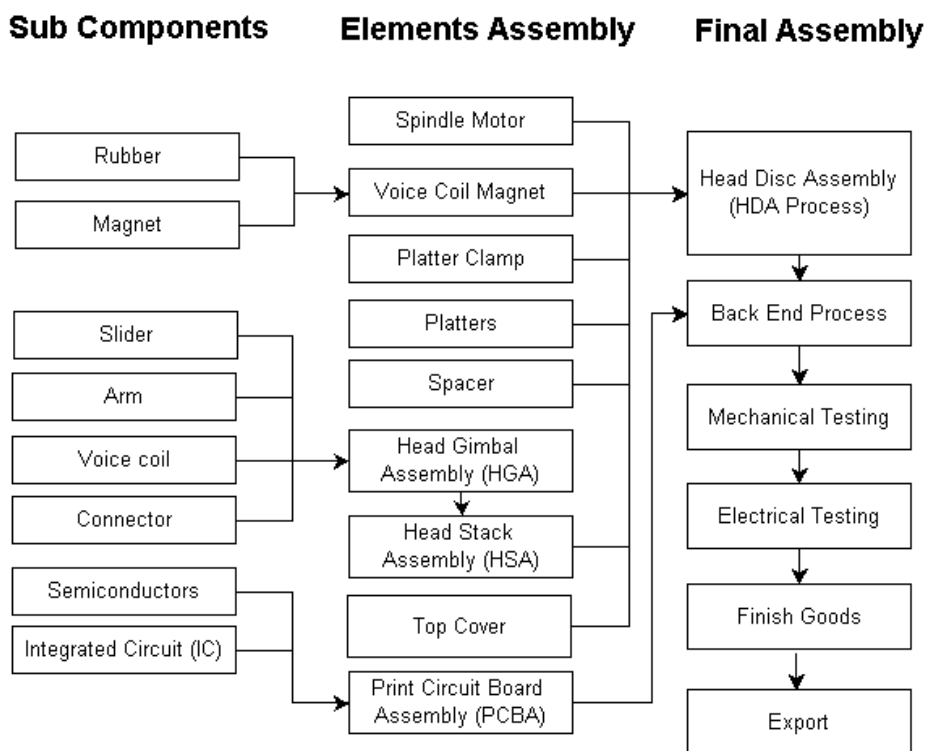 Sub Components
Elements Assembly
Final Assembly
Rubber
Magnet
Slider
Arm
Voice coil
Connector
Semiconductors
Integrated Circuit (IC)
Spindle Motor
Voice Coil Magnet
Platter Clamp
Platters
Spacer
Head Gimbal
Assembly (HGA)
Head Stack
Assembly (HSA)
Top Cover
Print Circuit Board
Assembly (PCBA)
Head Disc Assembly
(HDA Process)
Back End Process
Mechanical Testing
Electrical Testing
Finish Goods
Export